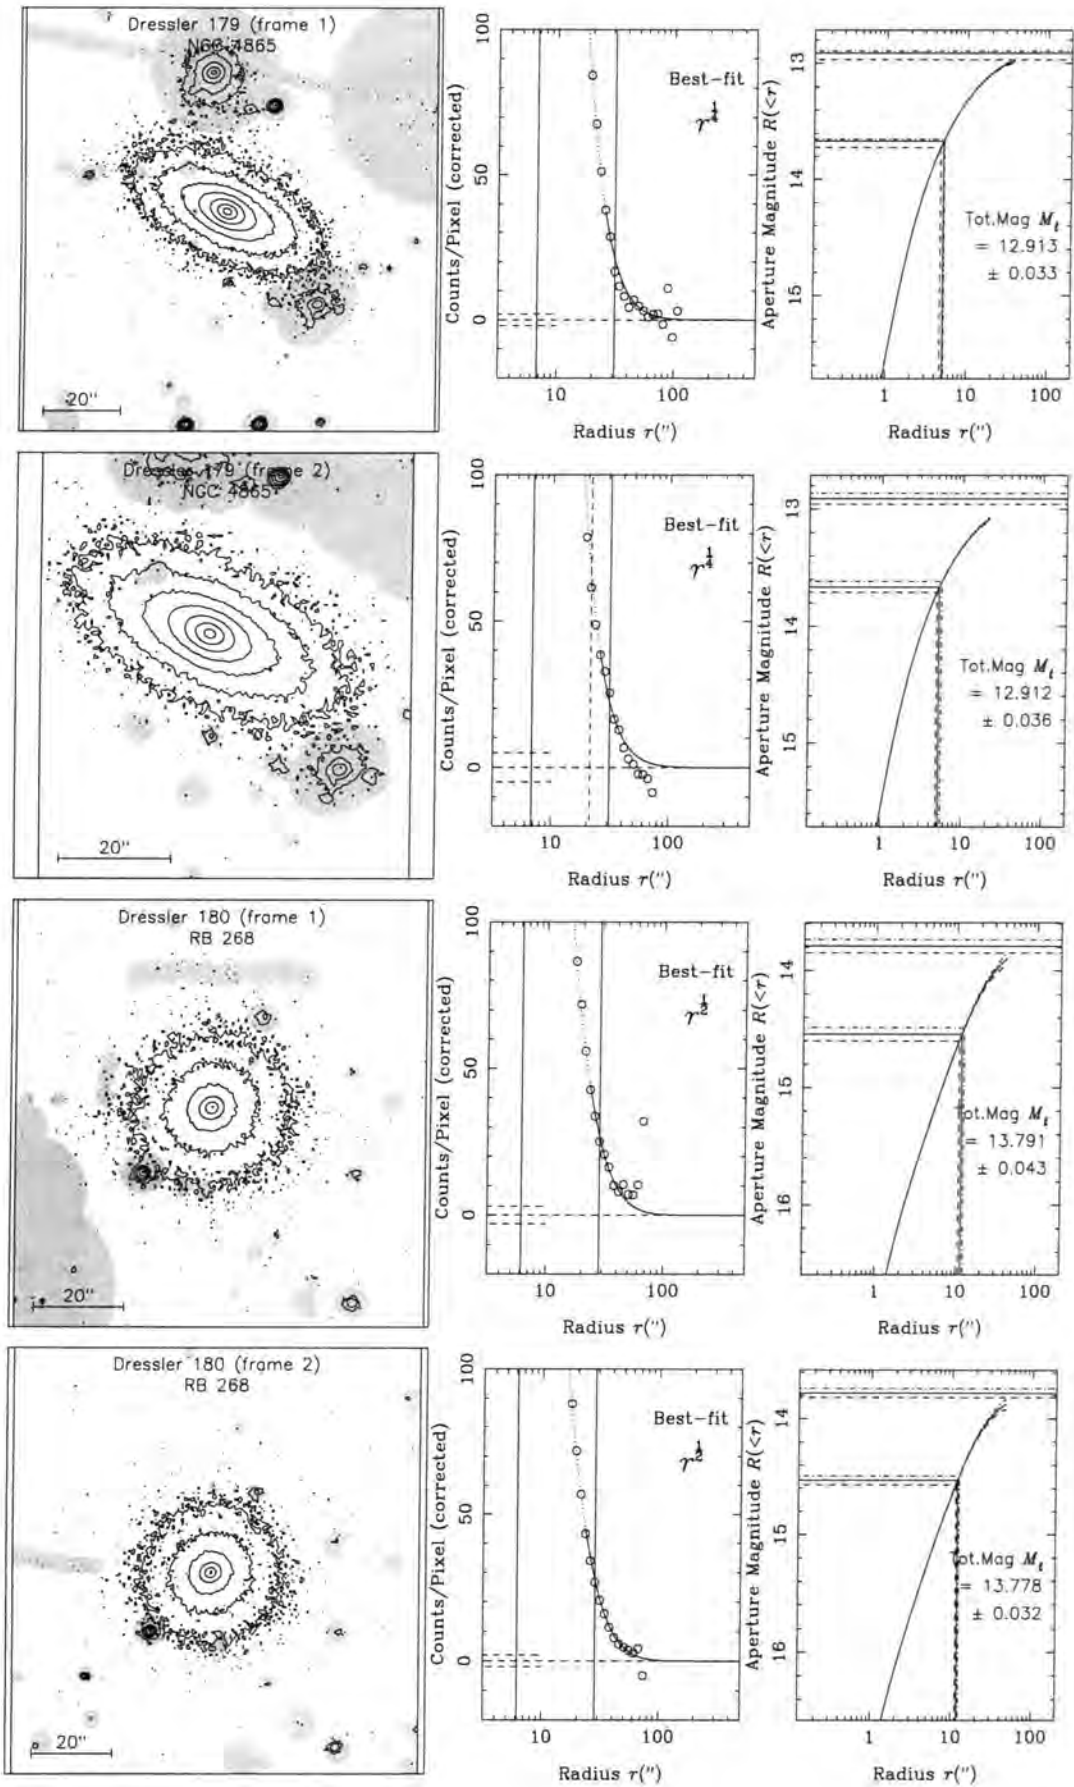 Dressler 179 (frame 1)
NGC 4865
20"
Counts/Pixel (corrected)
100
50
0
Best-fit
r^1/4
10
100
Radius r(")
Aperture Magnitude R(<r)
13
14
15
Tot.Mag M_t
= 12.913
± 0.033
1
10
100
Radius r(")
Dressler 179 (frame 2)
NGC 4865
20"
Counts/Pixel (corrected)
100
50
0
Best-fit
r^1/4
10
100
Radius r(")
Aperture Magnitude R(<r)
13
14
15
Tot.Mag M_t
= 12.912
± 0.036
1
10
100
Radius r(")
Dressler 180 (frame 1)
RB 268
20"
Counts/Pixel (corrected)
100
50
0
Best-fit
r^1/2
10
100
Radius r(")
Aperture Magnitude R(<r)
14
15
16
Tot.Mag M_t
= 13.791
± 0.043
1
10
100
Radius r(")
Dressler 180 (frame 2)
RB 268
20"
Counts/Pixel (corrected)
100
50
0
Best-fit
r^1/2
10
100
Radius r(")
Aperture Magnitude R(<r)
14
15
16
Tot.Mag M_t
= 13.778
± 0.032
1
10
100
Radius r(")